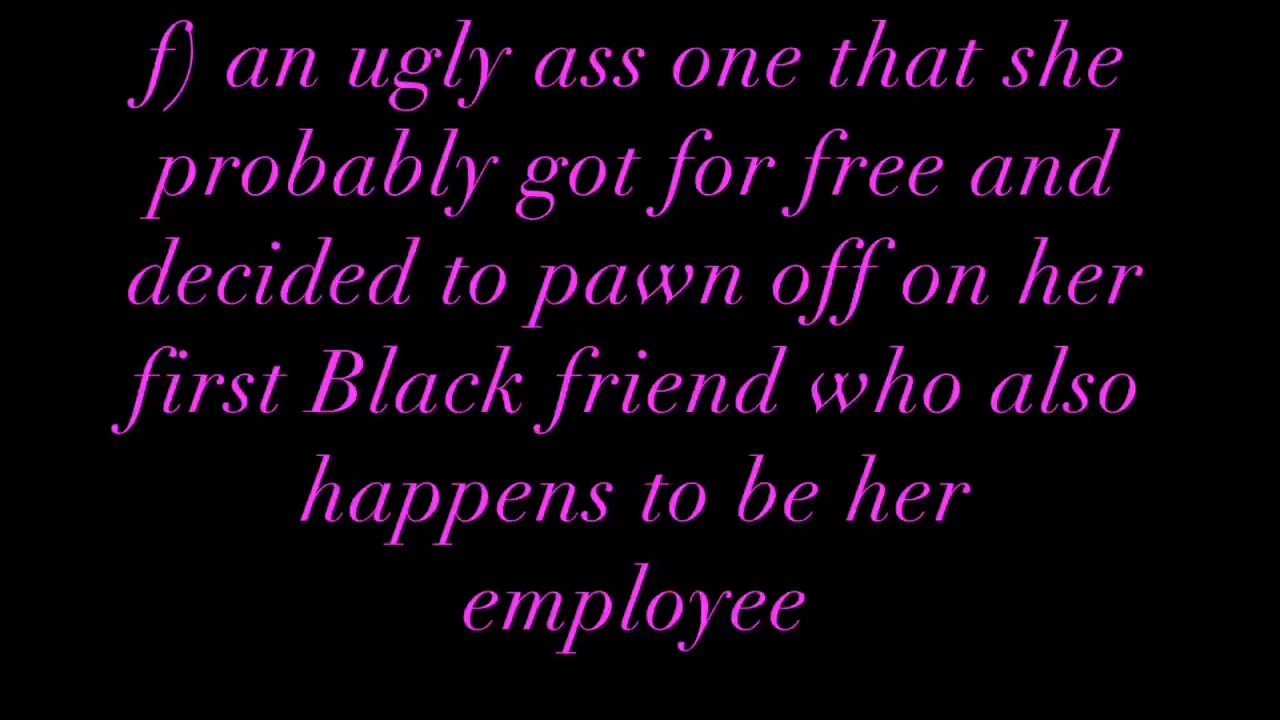 f) an ugly ass one that she
probably got for free and
decided to pawn off on her
first Black friend who also
happens to be her
employee